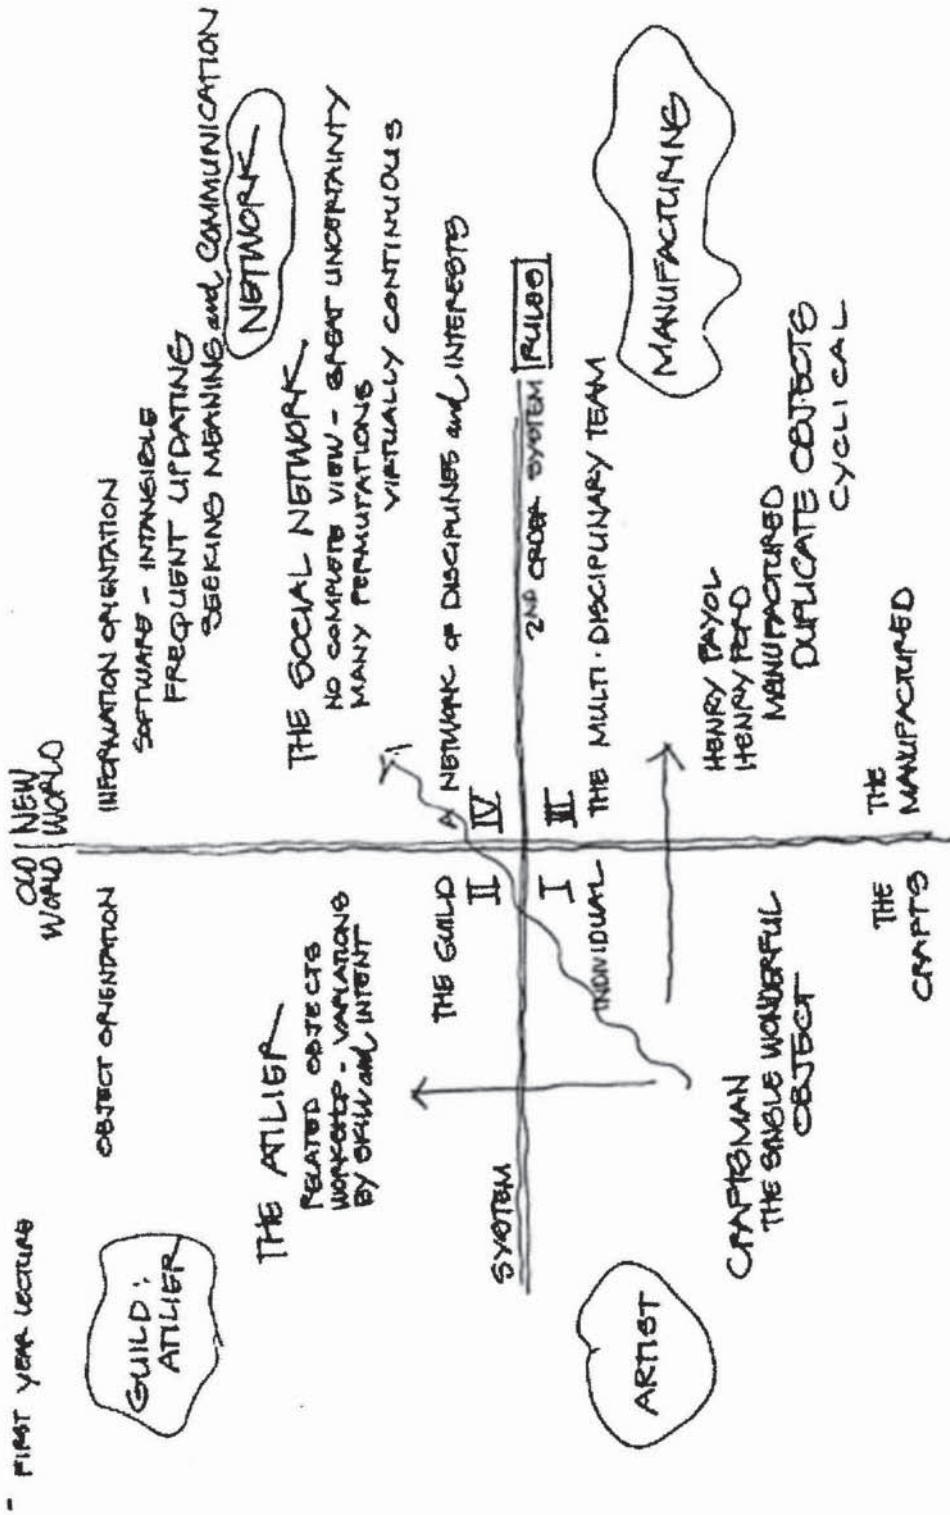 - FIRST YEAR LECTURE
OLD | NEW
WORLD | WORLD
OBJECT ORIENTATION
INFORMATION ORIENTATION
SOFTWARE - INTANGIBLE
FREQUENT UPDATING
SEEKING MEANING and COMMUNICATION
GUILD:
ATILIER
NETWORK
THE ATILIER
RELATED OBJECTS
WORKSHOP - VARIATIONS
BY SKILL and INTENT
THE SOCIAL NETWORK
NO COMPLETE VIEW - GREAT UNCERTAINTY
MANY PERMUTATIONS
VIRTUALLY CONTINUOUS
THE GUILD
A NETWORK OF DISCIPLINES and INTERESTS
II
IV
SYSTEM
2ND ORDER SYSTEM
RULES
I
III
INDIVIDUAL
THE MULTI-DISCIPLINARY TEAM
ARTIST
MANUFACTURING
CRAFTSMAN
THE SINGLE WONDERFUL
OBJECT
HENRY FAYOL
HENRY FORD
MANUFACTURED
DUPLICATE OBJECTS
CYCLICAL
THE
CRAFTS
THE
MANUFACTURED